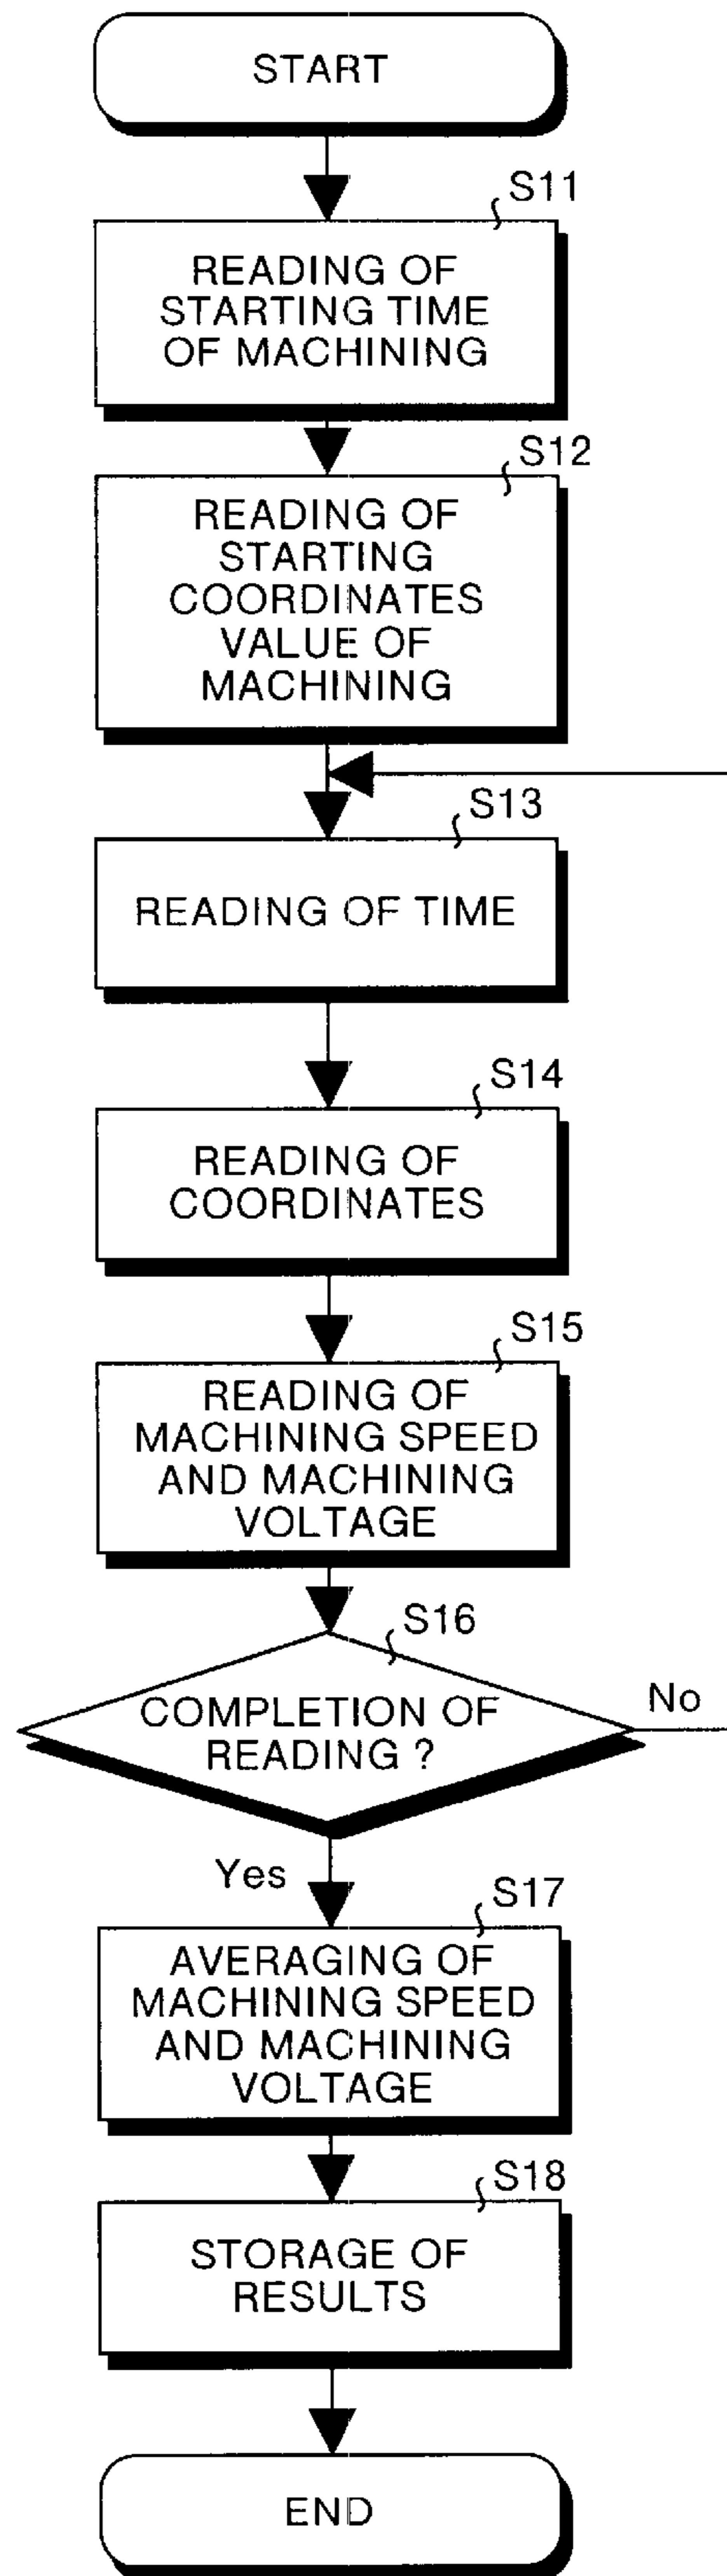 START
S11
READING OF
STARTING TIME
OF MACHINING
S12
READING OF
STARTING
COORDINATES
VALUE OF
MACHINING
S13
READING OF TIME
S14
READING OF
COORDINATES
S15
READING OF
MACHINING SPEED
AND MACHINING
VOLTAGE
S16
COMPLETION OF
READING ?
No
Yes
S17
AVERAGING OF
MACHINING SPEED
AND MACHINING
VOLTAGE
S18
STORAGE OF
RESULTS
END